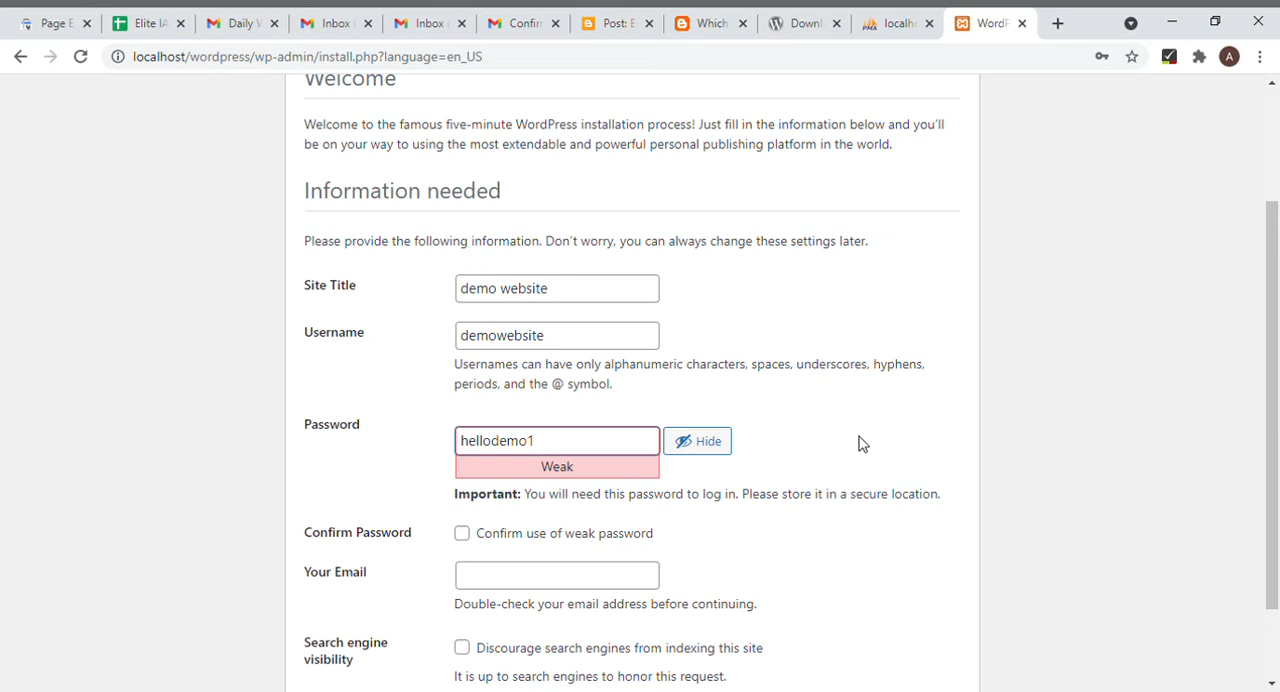 Page E
Elite IA
Daily V
Inbox
Inbox
Confir
Post: E
Which
Downl
localh
WordP
localhost/wordpress/wp-admin/install.php?language=en_US
A
Welcome
Welcome to the famous five-minute WordPress installation process! Just fill in the information below and you'll
be on your way to using the most extendable and powerful personal publishing platform in the world.
Information needed
Please provide the following information. Don't worry, you can always change these settings later.
Site Title
demo website
Username
demowebsite
Usernames can have only alphanumeric characters, spaces, underscores, hyphens,
periods, and the @ symbol.
Password
hellodemo1
Hide
Weak
Important: You will need this password to log in. Please store it in a secure location.
Confirm Password
Confirm use of weak password
Your Email
Double-check your email address before continuing.
Search engine
visibility
Discourage search engines from indexing this site
It is up to search engines to honor this request.